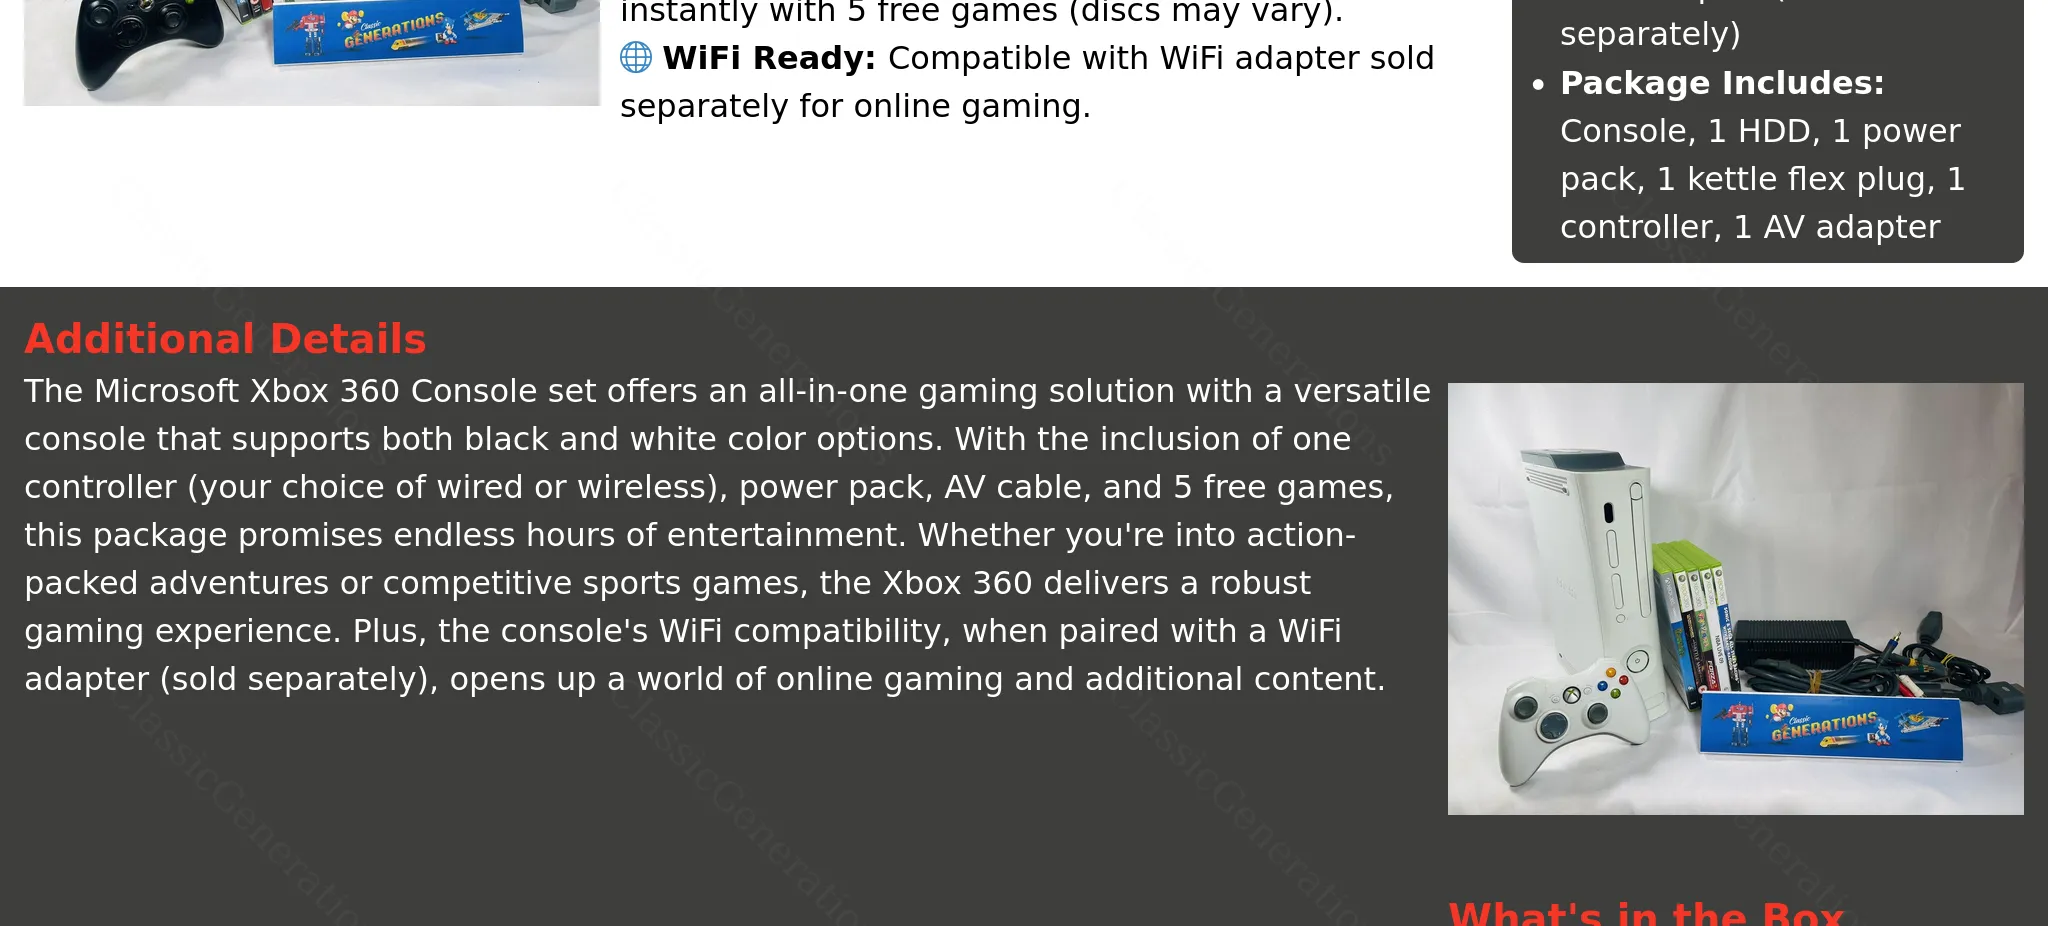 Classic
GENERATIONS
instantly with 5 free games (discs may vary).
🌐 WiFi Ready: Compatible with WiFi adapter sold
separately for online gaming.
separately)
• Package Includes:
Console, 1 HDD, 1 power
pack, 1 kettle flex plug, 1
controller, 1 AV adapter
Additional Details
The Microsoft Xbox 360 Console set offers an all-in-one gaming solution with a versatile
console that supports both black and white color options. With the inclusion of one
controller (your choice of wired or wireless), power pack, AV cable, and 5 free games,
this package promises endless hours of entertainment. Whether you're into action-
packed adventures or competitive sports games, the Xbox 360 delivers a robust
gaming experience. Plus, the console's WiFi compatibility, when paired with a WiFi
adapter (sold separately), opens up a world of online gaming and additional content.
Classic
GENERATIONS
What's in the Box
ClassicGenerations
ClassicGenerations
ClassicGenerations